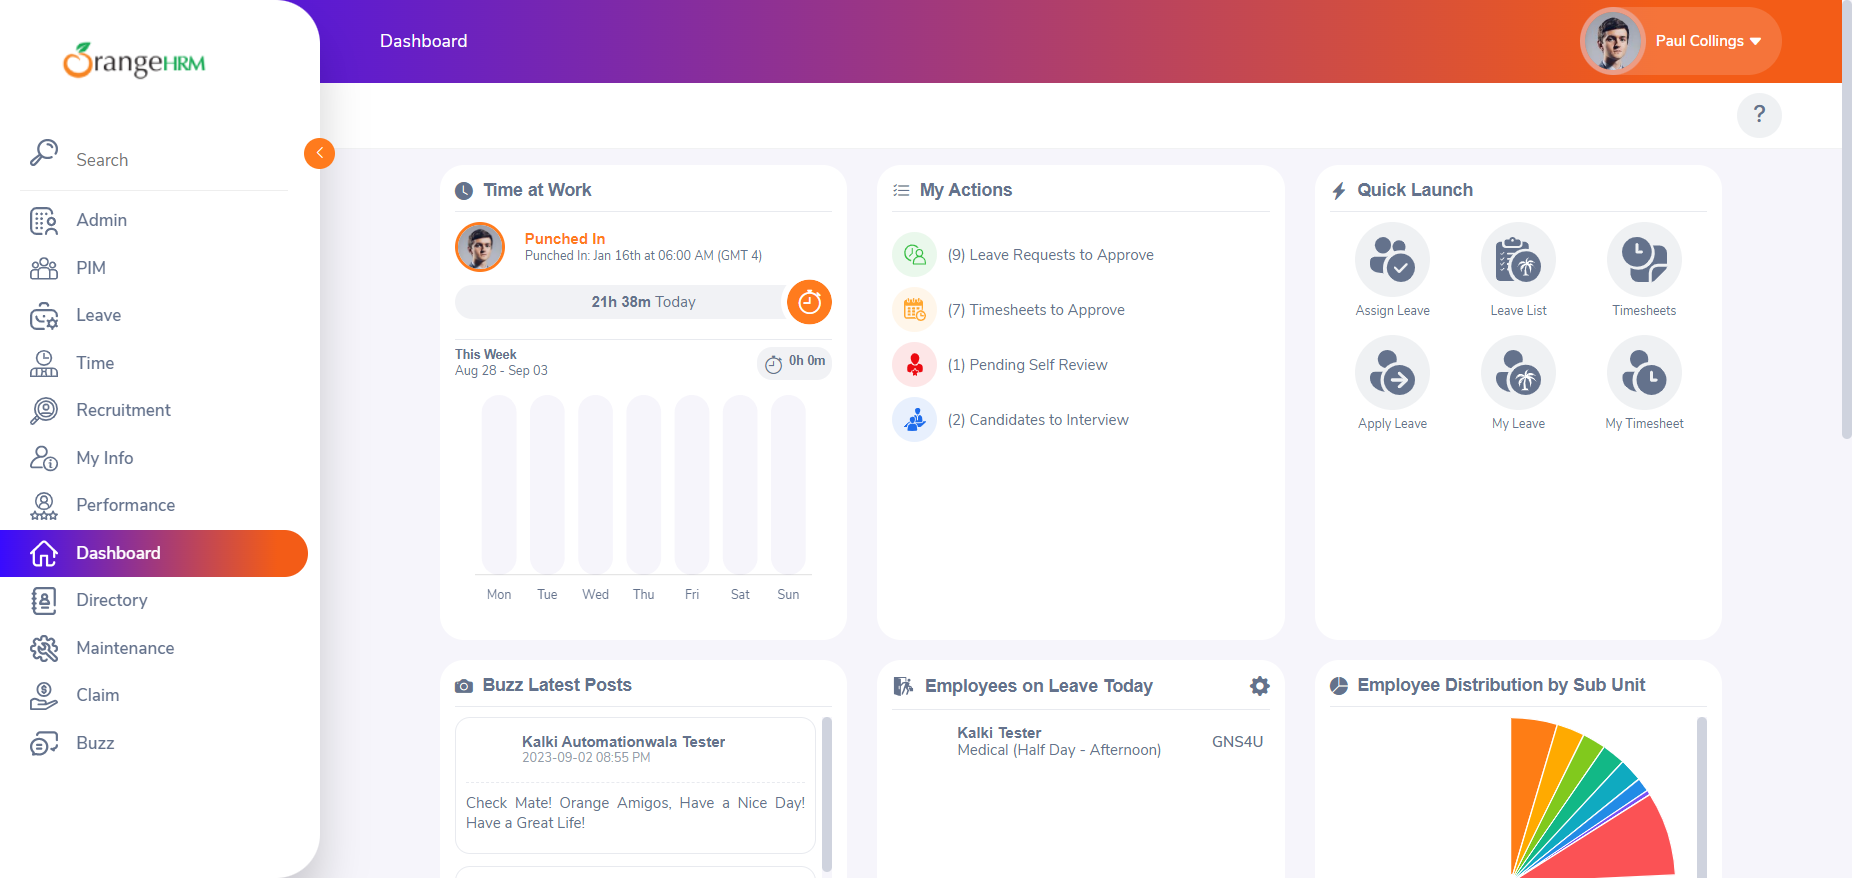 OrangeHRM
Search
Admin
PIM
Leave
Time
Recruitment
My Info
Performance
Dashboard
Directory
Maintenance
Claim
Buzz
Dashboard
Paul Collings
?
Time at Work
Punched In
Punched In: Jan 16th at 06:00 AM (GMT 4)
21h 38m Today
This Week
Aug 28 - Sep 03
0h 0m
Mon Tue Wed Thu Fri Sat Sun
My Actions
(9) Leave Requests to Approve
(7) Timesheets to Approve
(1) Pending Self Review
(2) Candidates to Interview
Quick Launch
Assign Leave Leave List Timesheets
Apply Leave My Leave My Timesheet
Buzz Latest Posts
Kalki Automationwala Tester
2023-09-02 08:55 PM
Check Mate! Orange Amigos, Have a Nice Day!
Have a Great Life!
Employees on Leave Today
Kalki Tester
Medical (Half Day - Afternoon)
GNS4U
Employee Distribution by Sub Unit